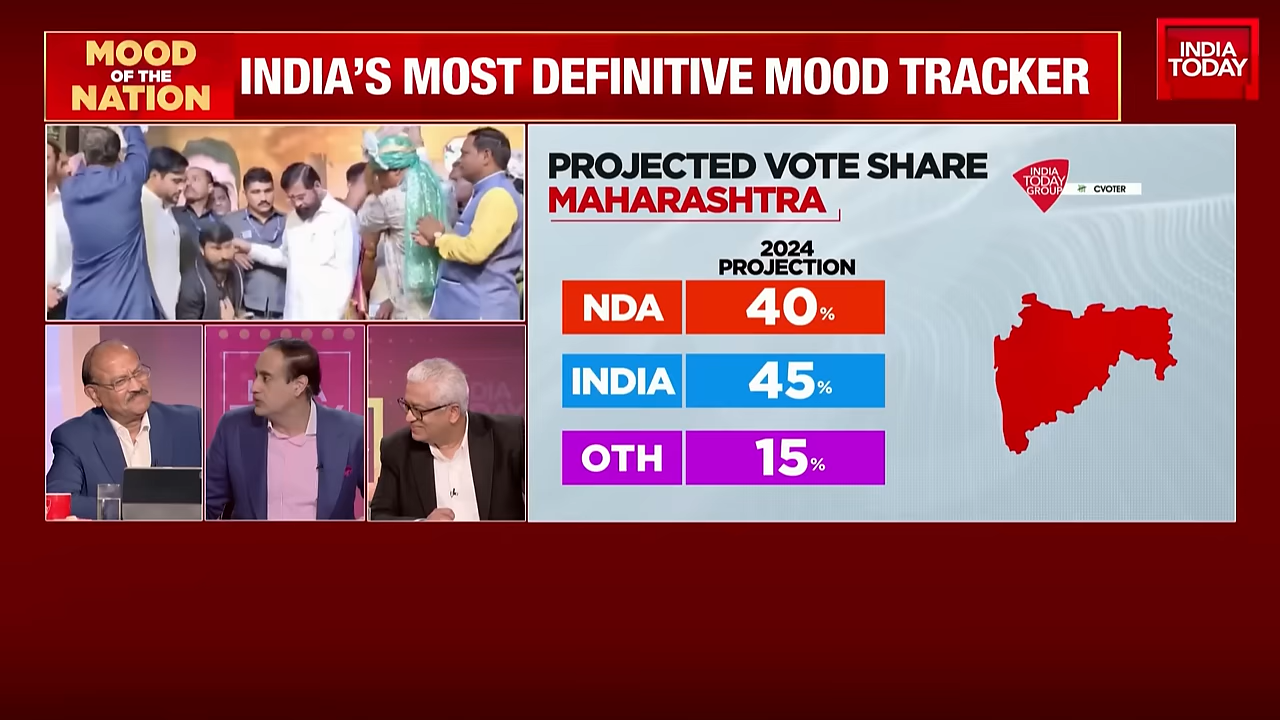 MOOD
OF THE
NATION
INDIA'S MOST DEFINITIVE MOOD TRACKER
INDIA
TODAY
PROJECTED VOTE SHARE
MAHARASHTRA
INDIA
TODAY
GROUP
CVOTER
2024
PROJECTION
NDA 40%
INDIA 45%
OTH 15%